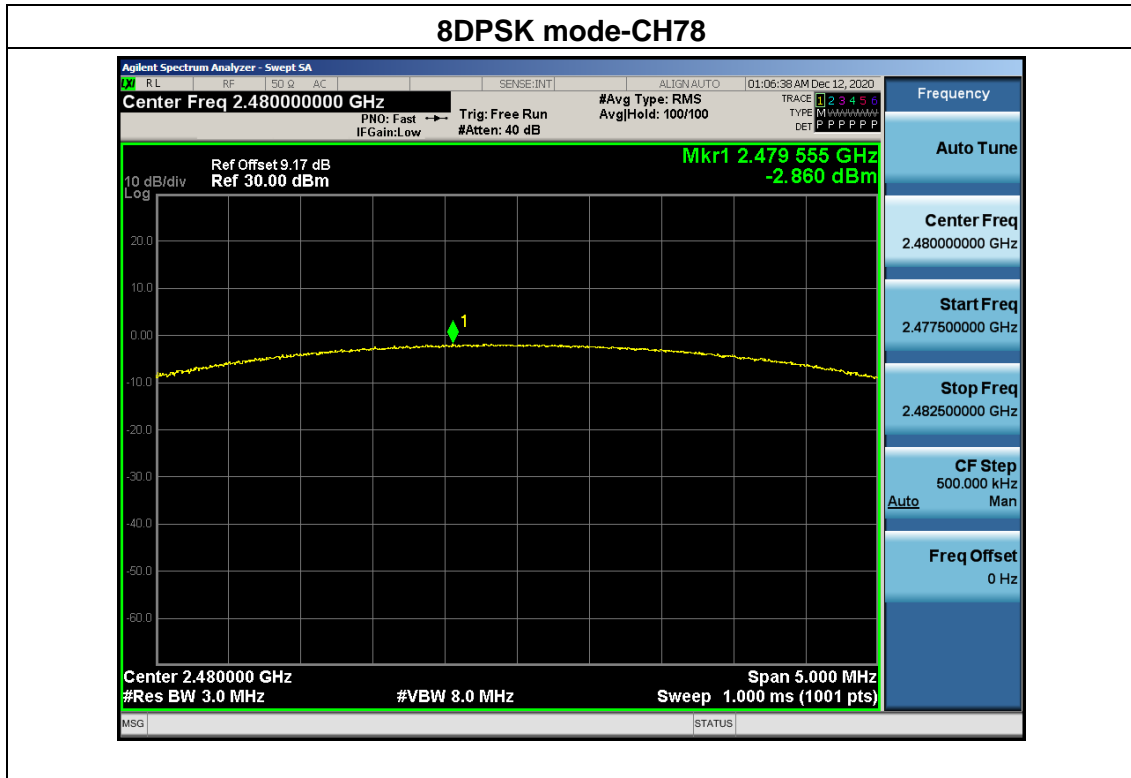 8DPSK mode-CH78
Agilent Spectrum Analyzer - Swept SA
LXI RL RF 50 Ω AC SENSE:INT ALIGN AUTO 01:06:38 AM Dec 12, 2020
Center Freq 2.480000000 GHz
PNO: Fast
IFGain:Low
Trig: Free Run
#Atten: 40 dB
#Avg Type: RMS
Avg|Hold: 100/100
TRACE 1 2 3 4 5 6
TYPE M
DET P P P P P P
Mkr1 2.479 555 GHz
-2.860 dBm
Ref Offset 9.17 dB
10 dB/div Ref 30.00 dBm
Log
20.0
10.0
0.00
-10.0
-20.0
-30.0
-40.0
-50.0
-60.0
1
Center 2.480000 GHz Span 5.000 MHz
#Res BW 3.0 MHz #VBW 8.0 MHz Sweep 1.000 ms (1001 pts)
MSG STATUS
Frequency
Auto Tune
Center Freq
2.480000000 GHz
Start Freq
2.477500000 GHz
Stop Freq
2.482500000 GHz
CF Step
500.000 kHz
Auto Man
Freq Offset
0 Hz